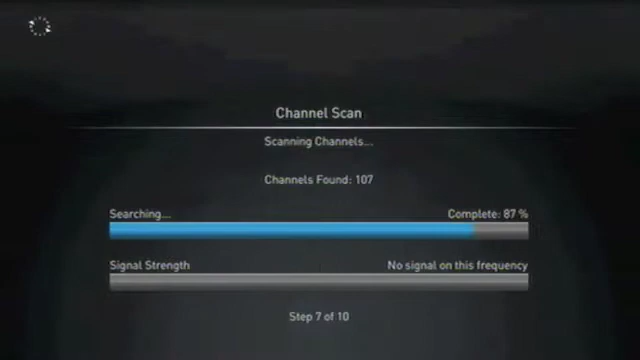 Channel Scan
Scanning Channels...
Channels Found: 107
Searching... Complete: 87 %
Signal Strength No signal on this frequency
Step 7 of 10